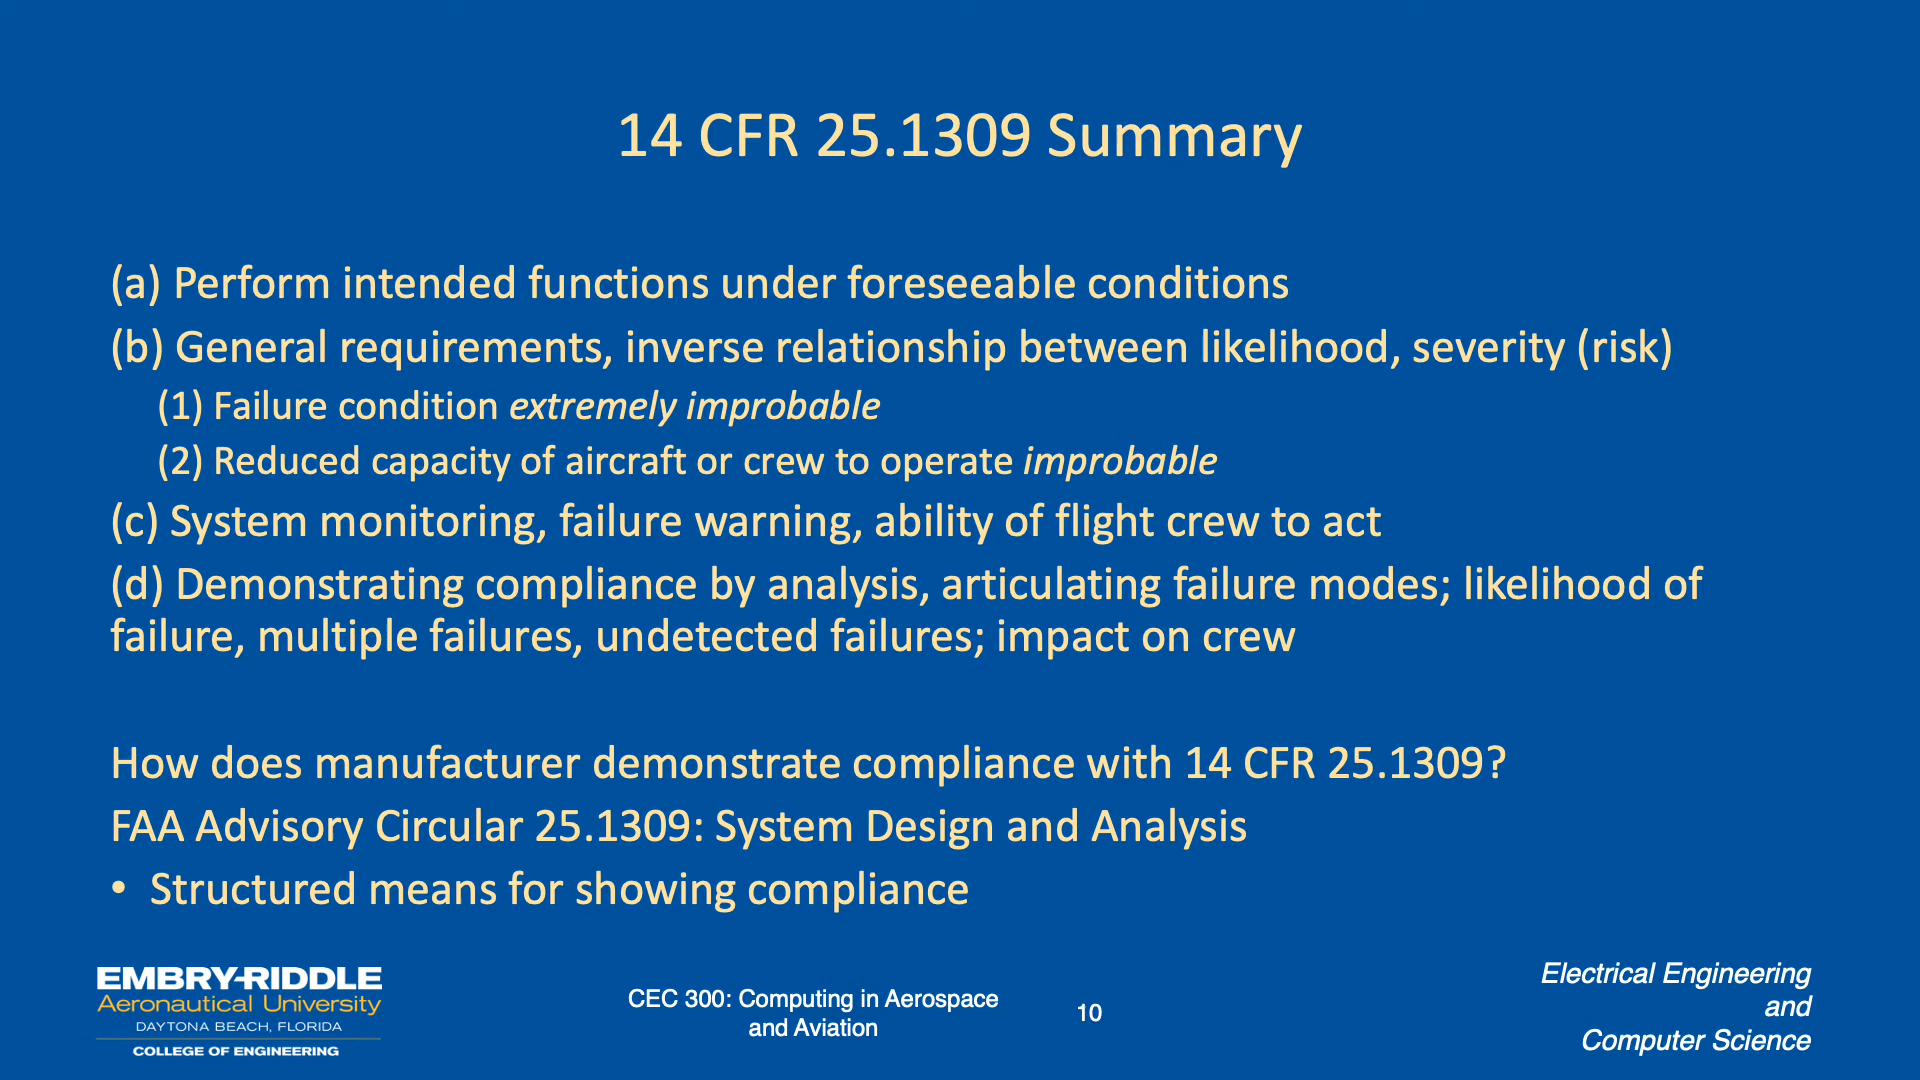 14 CFR 25.1309 Summary
(a) Perform intended functions under foreseeable conditions
(b) General requirements, inverse relationship between likelihood, severity (risk)
(1) Failure condition extremely improbable
(2) Reduced capacity of aircraft or crew to operate improbable
(c) System monitoring, failure warning, ability of flight crew to act
(d) Demonstrating compliance by analysis, articulating failure modes; likelihood of
failure, multiple failures, undetected failures; impact on crew
How does manufacturer demonstrate compliance with 14 CFR 25.1309?
FAA Advisory Circular 25.1309: System Design and Analysis
• Structured means for showing compliance
EMBRY-RIDDLE
Aeronautical University
DAYTONA BEACH, FLORIDA
COLLEGE OF ENGINEERING
CEC 300: Computing in Aerospace
and Aviation
10
Electrical Engineering
and
Computer Science